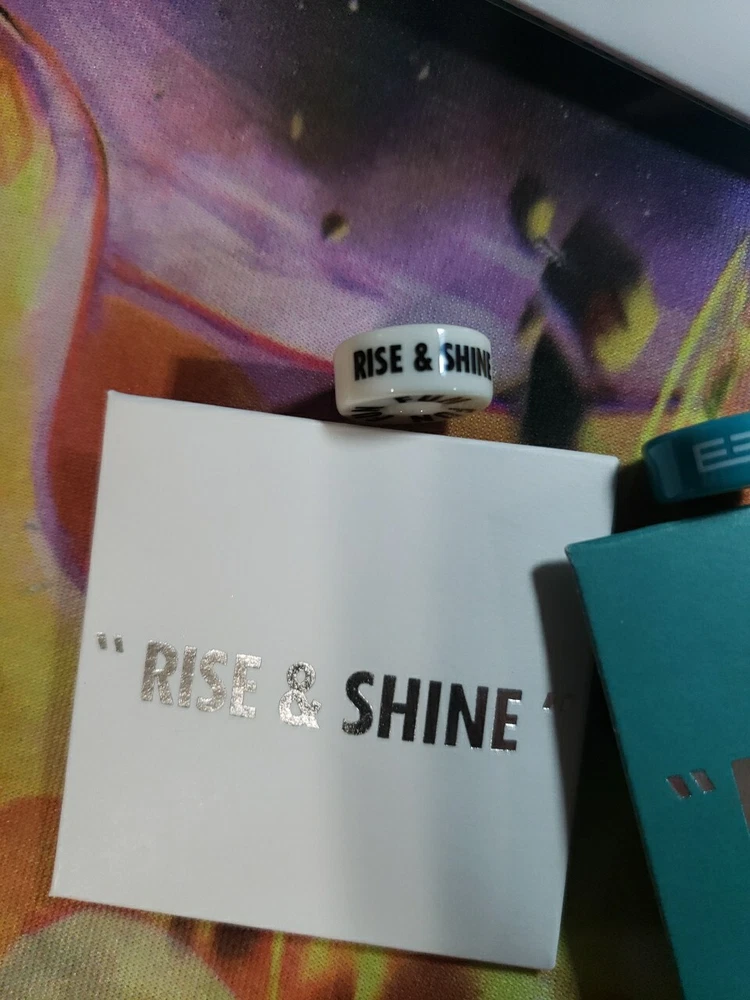 RISE & SHINE
“ RISE & SHINE “
“